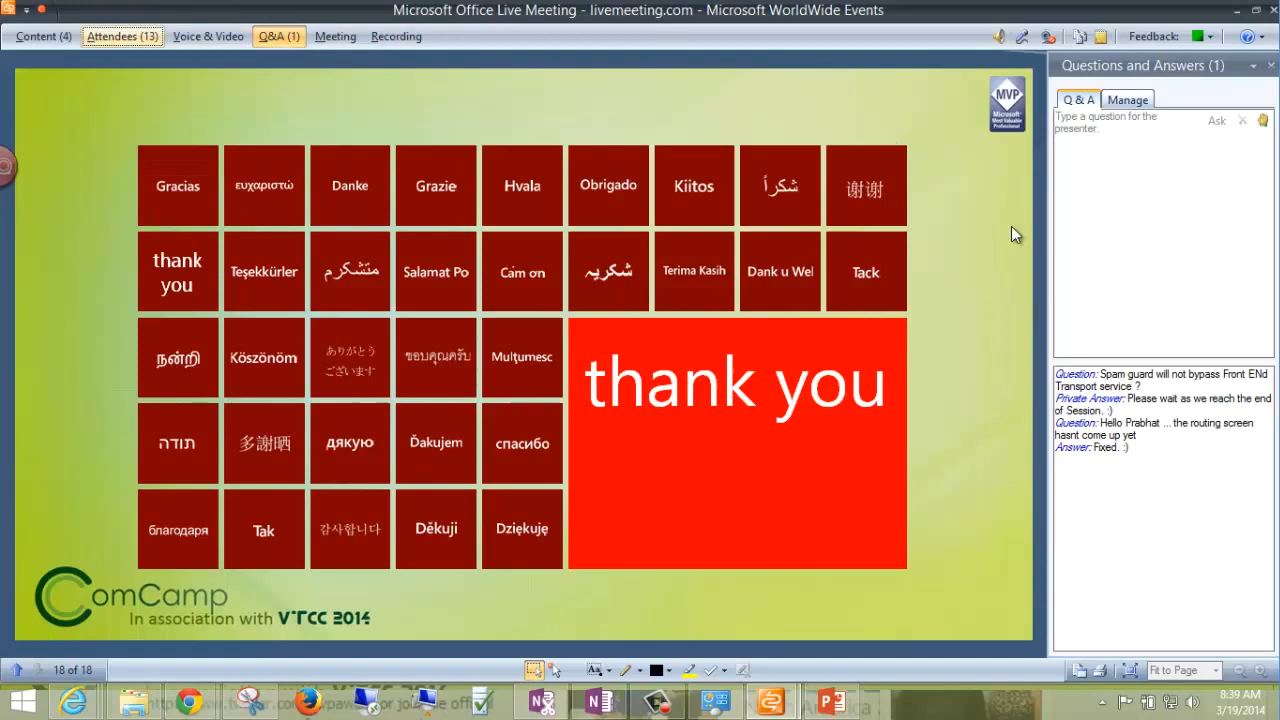 Microsoft Office Live Meeting - livemeeting.com - Microsoft WorldWide Events
Content (4) Attendees (13) Voice & Video Q&A (1) Meeting Recording Feedback:
Questions and Answers (1)
MVP
Microsoft
Most Valuable
Professional
Q & A Manage
Type a question for the
presenter.
Ask
Gracias ευχαριστώ Danke Grazie Hvala Obrigado Kiitos شكراً 谢谢
thank you Teşekkürler متشکرم Salamat Po Cảm ơn شکریہ Terima Kasih Dank u Wel Tack
நன்றி Köszönöm ありがとうございます ขอบคุณครับ Mulţumesc
thank you
תודה 多謝晒 дякую Ďakujem спасибо
благодаря Tak 감사합니다 Děkuji Dziękuję
Question: Spam guard will not bypass Front ENd
Transport service ?
Private Answer: Please wait as we reach the end
of Session. :)
Question: Hello Prabhat ... the routing screen
hasnt come up yet
Answer: Fixed. :)
ComCamp
In association with VTCC 2014
18 of 18
Aa
Fit to Page
8:39 AM
3/19/2014